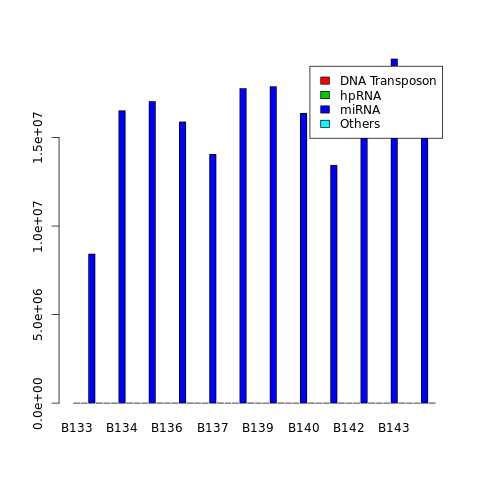 DNA Transposon
hpRNA
miRNA
Others
1.5e+07
1.0e+07
5.0e+06
0.0e+00
B133 B134 B136 B137 B139 B140 B142 B143